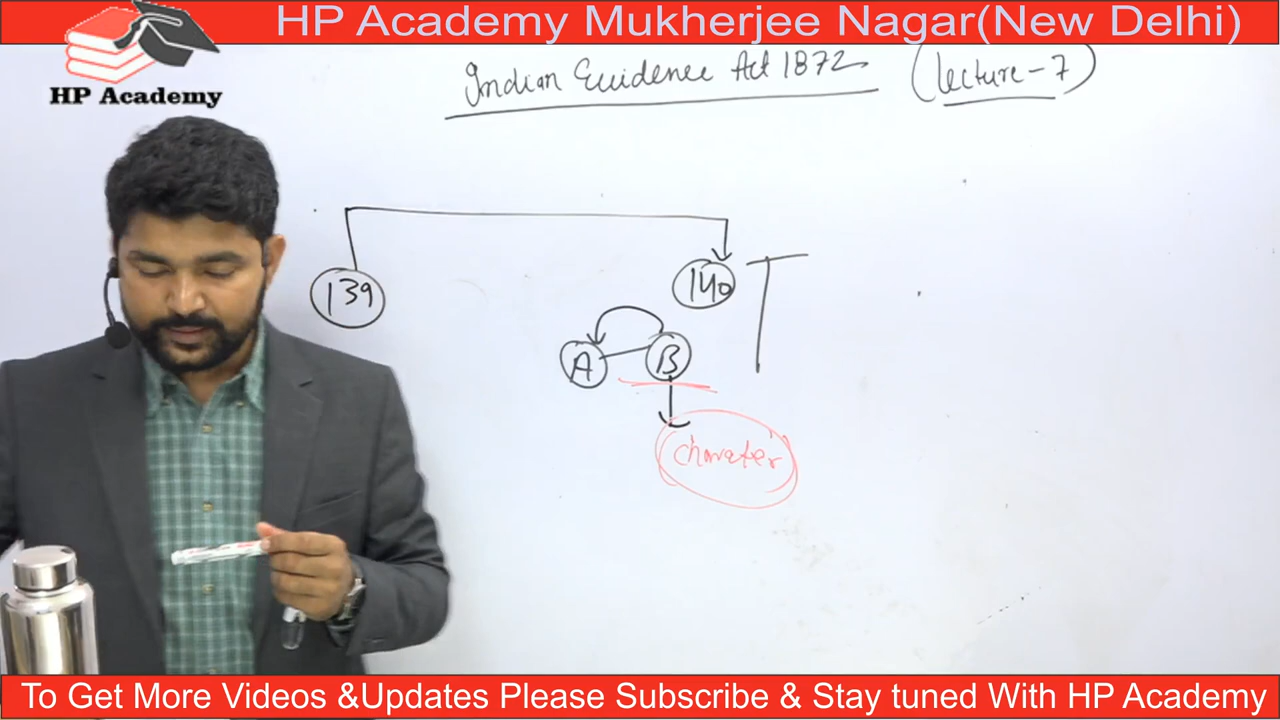 HP Academy Mukherjee Nagar(New Delhi)
HP Academy
Indian Evidence Act 1872 (Lecture-7)
139
140
A
B
character
To Get More Videos &Updates Please Subscribe & Stay tuned With HP Academy